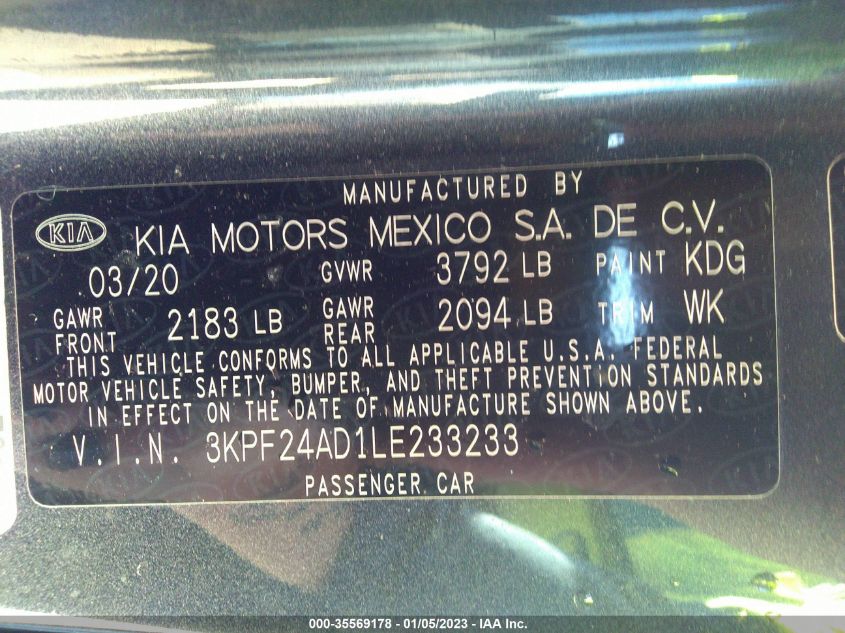 MANUFACTURED BY
KIA KIA MOTORS MEXICO S.A. DE C.V.
03/20 GVWR 3792 LB PAINT KDG
GAWR FRONT 2183 LB GAWR REAR 2094 LB TRIM WK
THIS VEHICLE CONFORMS TO ALL APPLICABLE U.S.A. FEDERAL
MOTOR VEHICLE SAFETY, BUMPER, AND THEFT PREVENTION STANDARDS
IN EFFECT ON THE DATE OF MANUFACTURE SHOWN ABOVE.
V.I.N. 3KPF24AD1LE233233
PASSENGER CAR
000-35569178 - 01/05/2023 - IAA Inc.